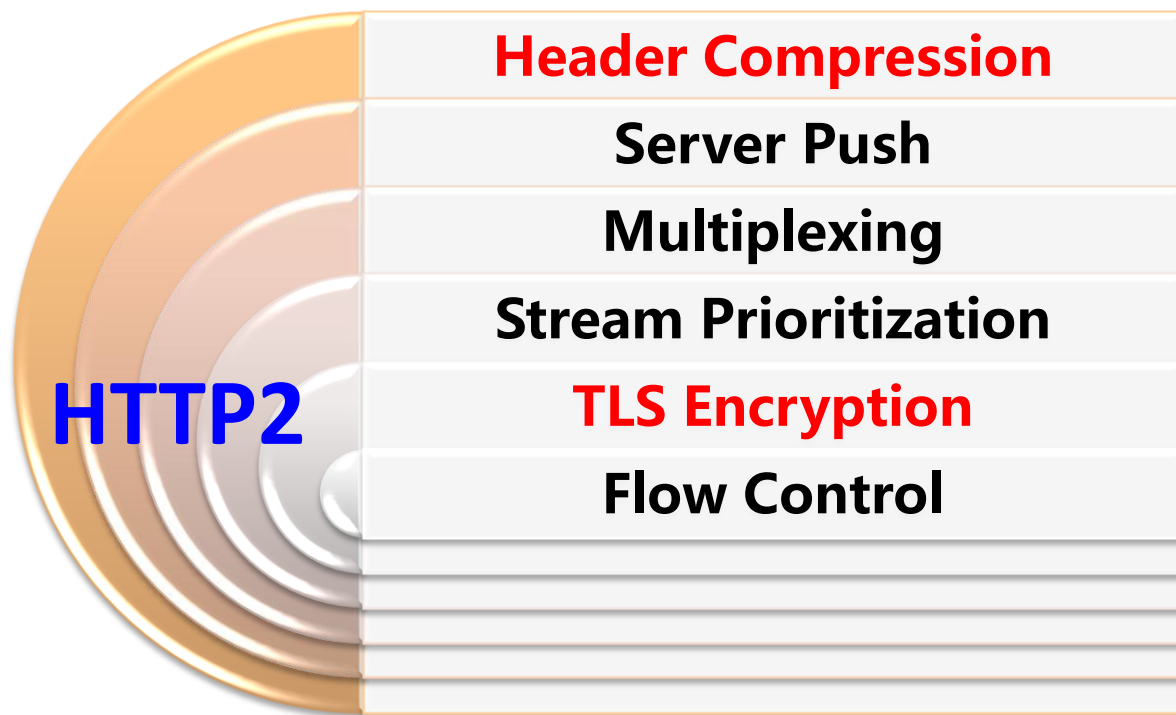 Header Compression
Server Push
Multiplexing
Stream Prioritization
HTTP2
TLS Encryption
Flow Control